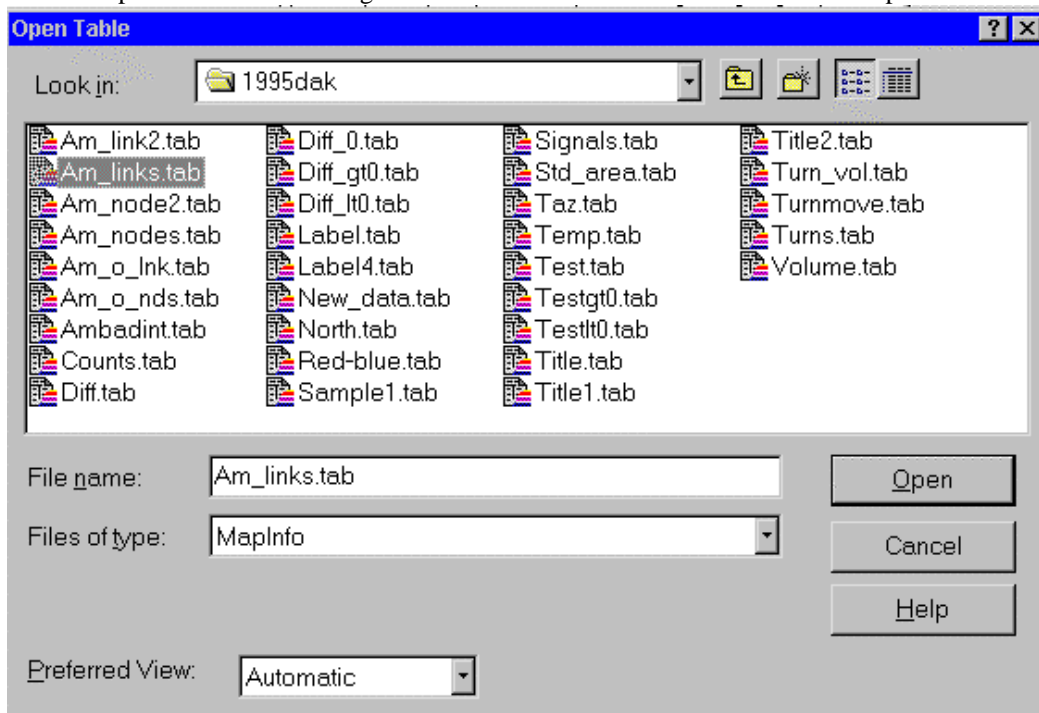 Open Table
Look in: 1995dak
Am_link2.tab Diff_0.tab Signals.tab Title2.tab
Am_links.tab Diff_gt0.tab Std_area.tab Turn_vol.tab
Am_node2.tab Diff_lt0.tab Taz.tab Turnmove.tab
Am_nodes.tab Label.tab Temp.tab Turns.tab
Am_o_lnk.tab Label4.tab Test.tab Volume.tab
Am_o_nds.tab New_data.tab Testgt0.tab
Ambadint.tab North.tab Testlt0.tab
Counts.tab Red-blue.tab Title.tab
Diff.tab Sample1.tab Title1.tab
File name: Am_links.tab Open
Files of type: MapInfo Cancel
Help
Preferred View: Automatic